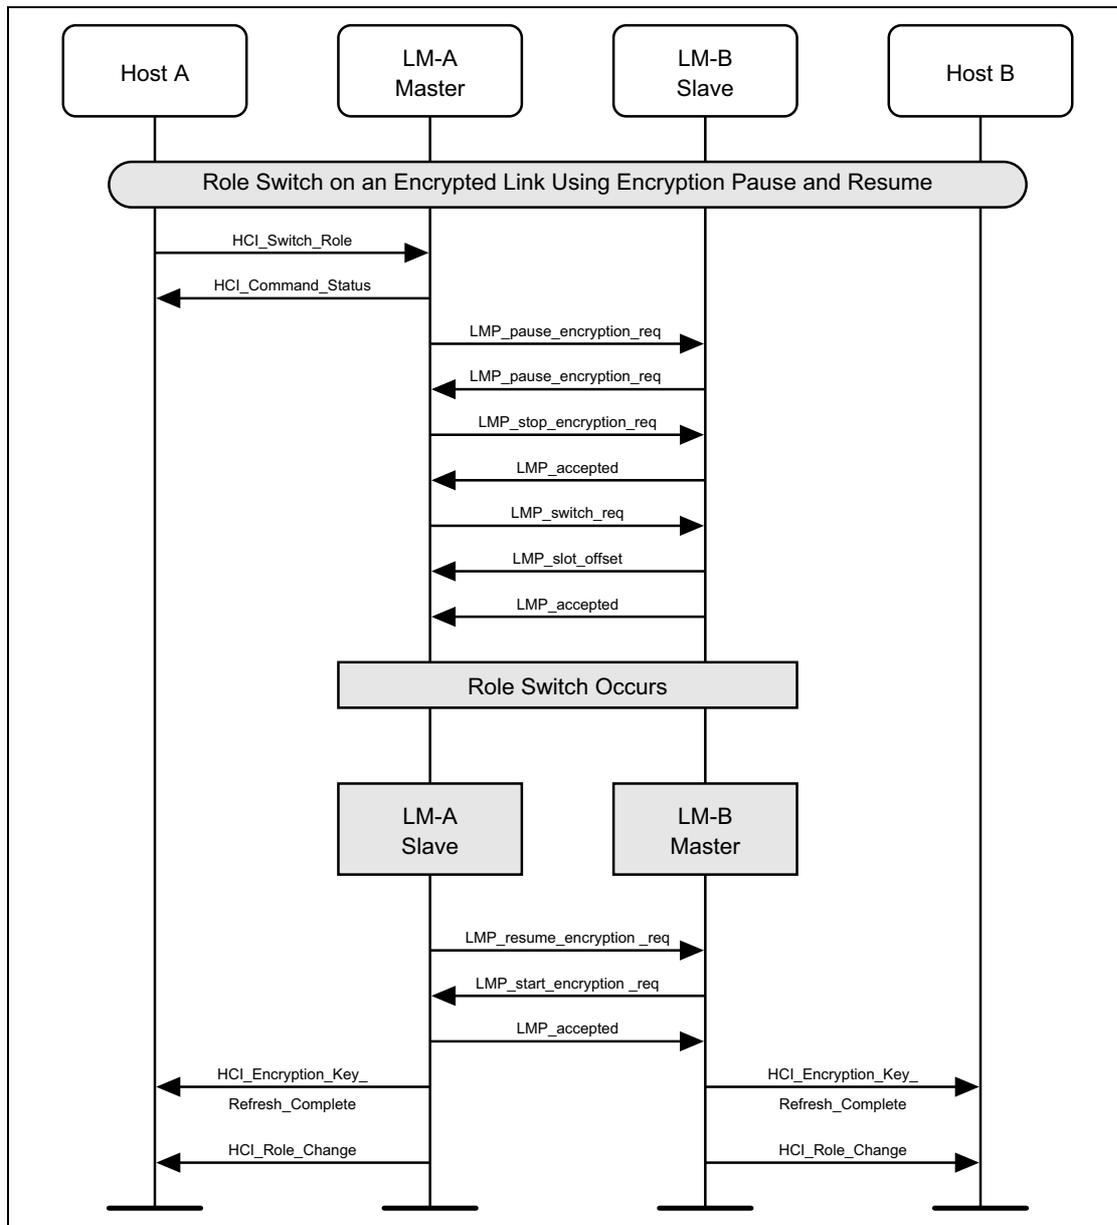 Host A
LM-A
Master
LM-B
Slave
Host B
Role Switch on an Encrypted Link Using Encryption Pause and Resume
HCI_Switch_Role
HCI_Command_Status
LMP_pause_encryption_req
LMP_pause_encryption_req
LMP_stop_encryption_req
LMP_accepted
LMP_switch_req
LMP_slot_offset
LMP_accepted
Role Switch Occurs
LM-A
Slave
LM-B
Master
LMP_resume_encryption _req
LMP_start_encryption _req
LMP_accepted
HCI_Encryption_Key_
Refresh_Complete
HCI_Encryption_Key_
Refresh_Complete
HCI_Role_Change
HCI_Role_Change